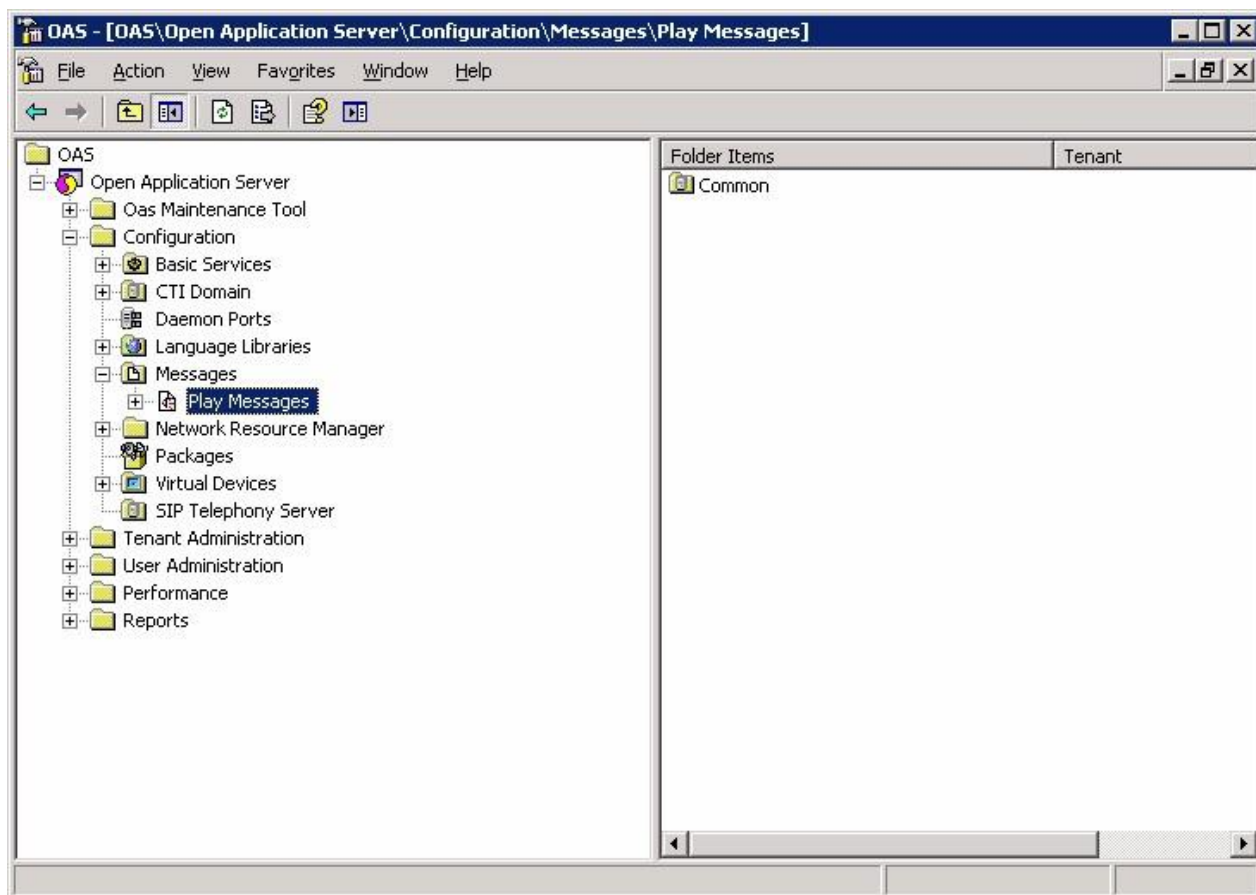 OAS - [OAS\Open Application Server\Configuration\Messages\Play Messages]
File Action View Favorites Window Help
OAS
Open Application Server
Oas Maintenance Tool
Configuration
Basic Services
CTI Domain
Daemon Ports
Language Libraries
Messages
Play Messages
Network Resource Manager
Packages
Virtual Devices
SIP Telephony Server
Tenant Administration
User Administration
Performance
Reports
Folder Items Tenant
Common